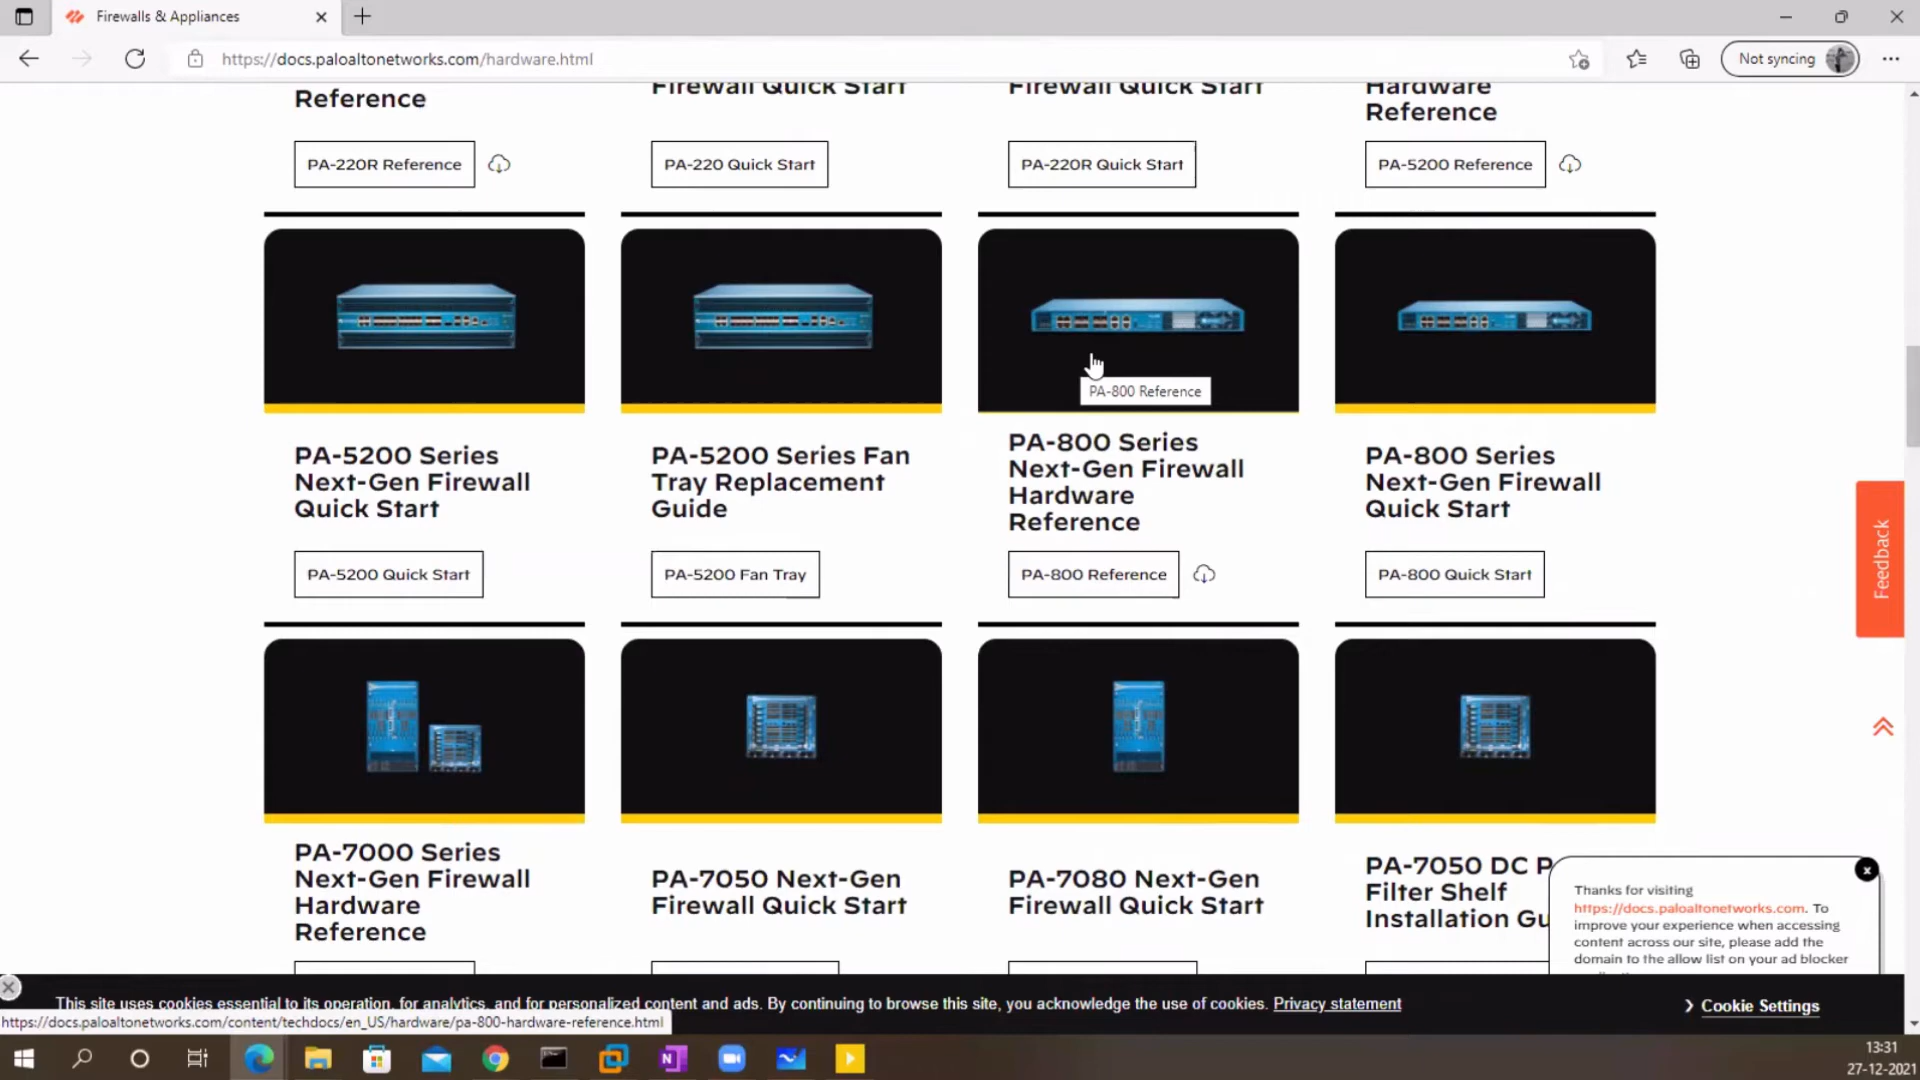 Firewalls & Appliances
https://docs.paloaltonetworks.com/hardware.html
Not syncing
Reference
Firewall Quick Start
Firewall Quick Start
Hardware
Reference
PA-220R Reference
PA-220 Quick Start
PA-220R Quick Start
PA-5200 Reference
PA-800 Reference
PA-5200 Series
Next-Gen Firewall
Quick Start
PA-5200 Series Fan
Tray Replacement
Guide
PA-800 Series
Next-Gen Firewall
Hardware
Reference
PA-800 Series
Next-Gen Firewall
Quick Start
PA-5200 Quick Start
PA-5200 Fan Tray
PA-800 Reference
PA-800 Quick Start
Feedback
PA-7000 Series
Next-Gen Firewall
Hardware
Reference
PA-7050 Next-Gen
Firewall Quick Start
PA-7080 Next-Gen
Firewall Quick Start
PA-7050 DC P
Filter Shelf
Installation Gu
Thanks for visiting
https://docs.paloaltonetworks.com. To
improve your experience when accessing
content across our site, please add the
domain to the allow list on your ad blocker
This site uses cookies essential to its operation, for analytics, and for personalized content and ads. By continuing to browse this site, you acknowledge the use of cookies. Privacy statement
Cookie Settings
https://docs.paloaltonetworks.com/content/techdocs/en_US/hardware/pa-800-hardware-reference.html
13:31
27-12-2021